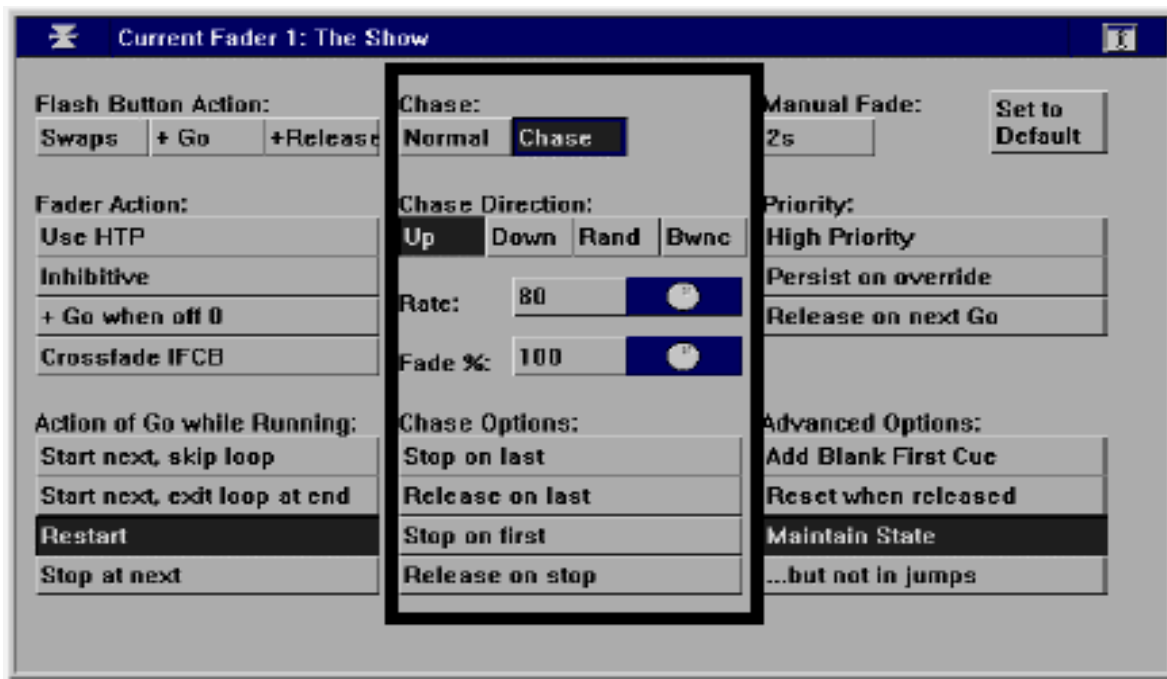 Current Fader 1: The Show
Flash Button Action:
Swaps + Go +Release
Fader Action:
Use HTP
Inhibitive
+ Go when off 0
Crossfade IFCB
Action of Go while Running:
Start next, skip loop
Start next, exit loop at end
Restart
Stop at next
Chase:
Normal Chase
Chase Direction:
Up Down Rand Bwnc
Rate: 80
Fade %: 100
Chase Options:
Stop on last
Release on last
Stop on first
Release on stop
Manual Fade:
2s
Set to
Default
Priority:
High Priority
Persist on override
Release on next Go
Advanced Options:
Add Blank First Cue
Reset when released
Maintain State
...but not in jumps